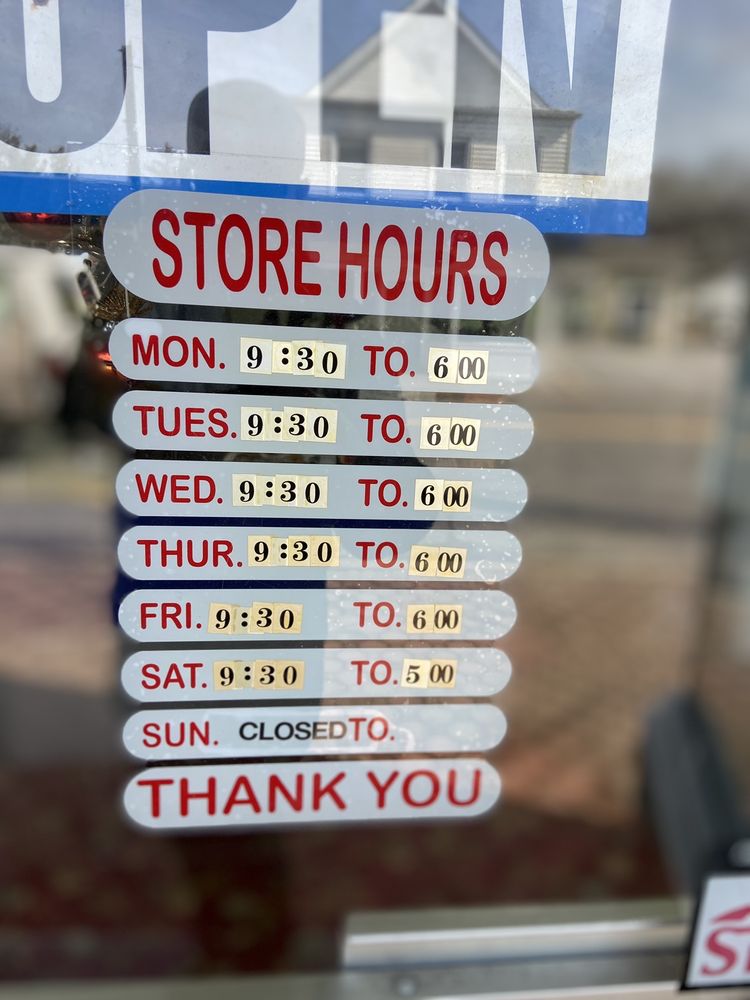 OPEN
STORE HOURS
MON. 9:30 TO. 6 00
TUES. 9:30 TO. 6 00
WED. 9:30 TO. 6 00
THUR. 9:30 TO. 6 00
FRI. 9:30 TO. 6 00
SAT. 9:30 TO. 5 00
SUN. CLOSED TO.
THANK YOU